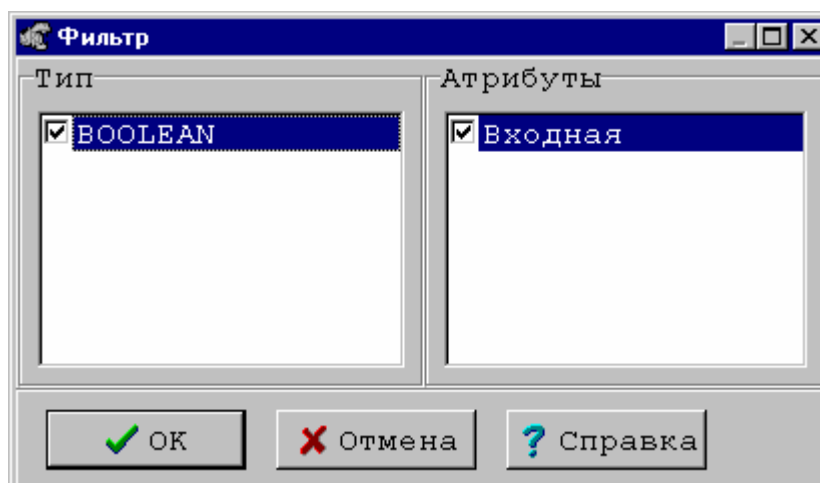 Фильтр
Тип
Атрибуты
BOOLEAN
Входная
OK
Отмена
? Справка